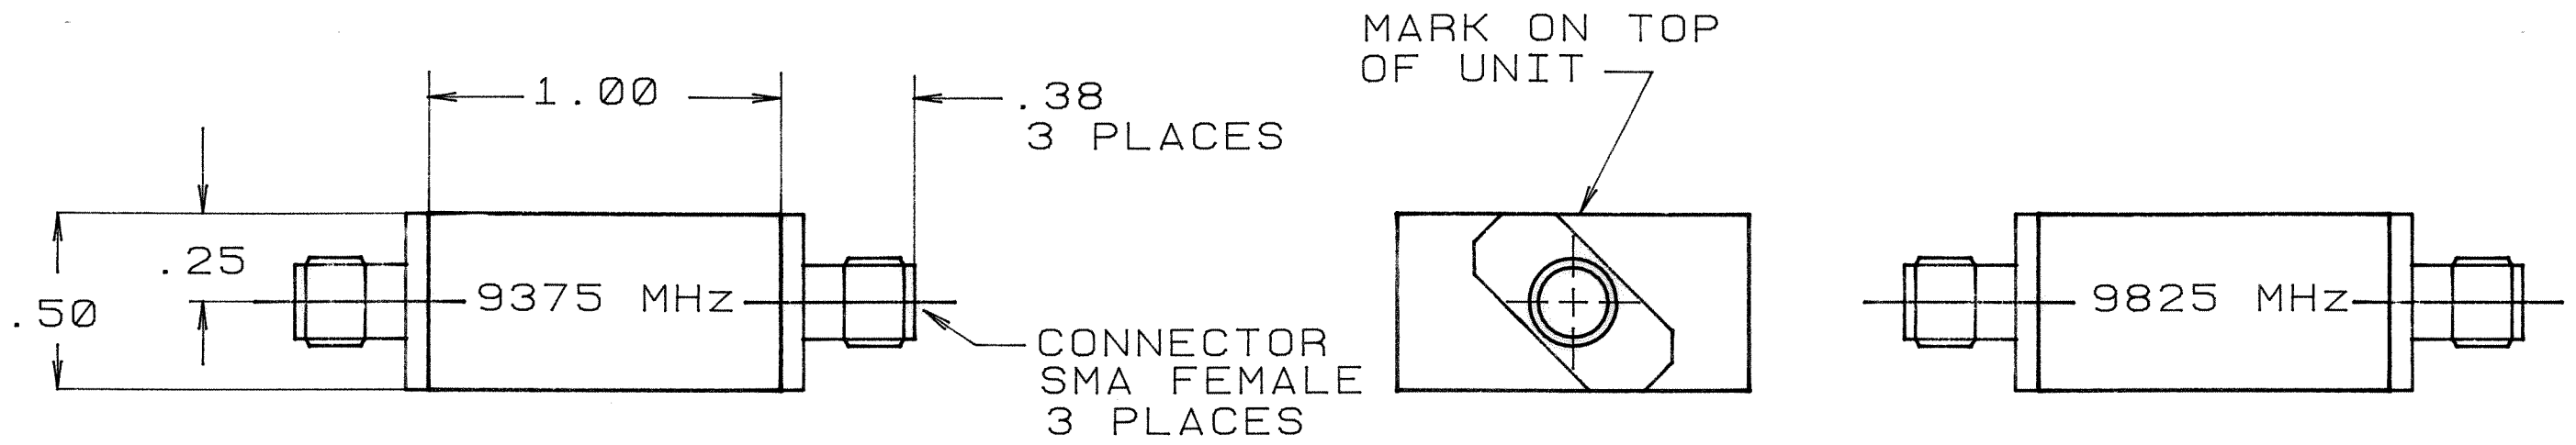 1.00
.38
3 PLACES
.25
.50
9375 MHz
CONNECTOR
SMA FEMALE
3 PLACES
MARK ON TOP
OF UNIT
9825 MHz